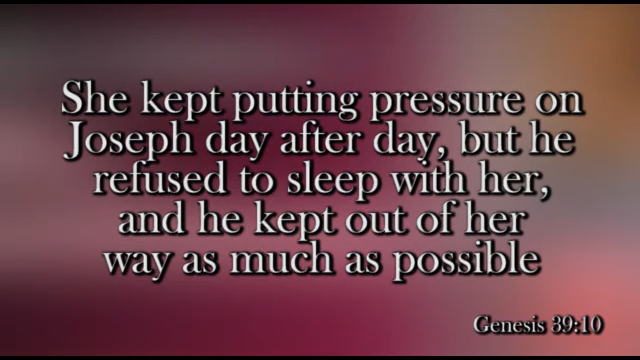 She kept putting pressure on
Joseph day after day, but he
refused to sleep with her,
and he kept out of her
way as much as possible
Genesis 39:10